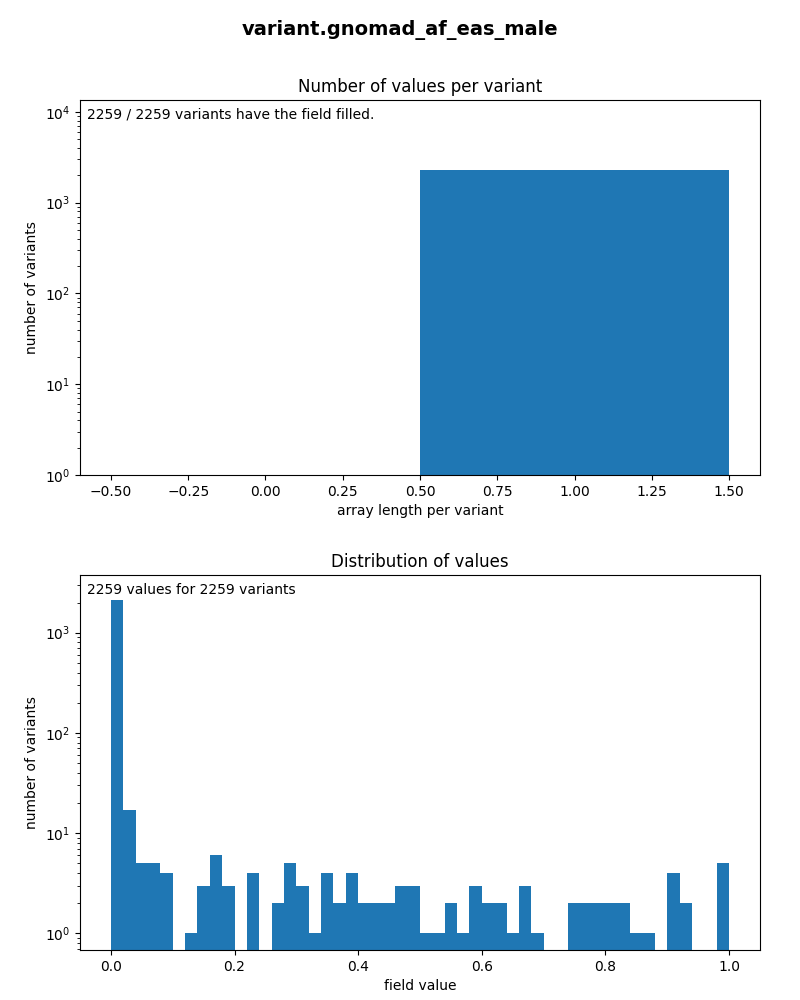 variant.gnomad_af_eas_male
Number of values per variant
2259 / 2259 variants have the field filled.
10⁴
10³
10²
10¹
10⁰
number of variants
−0.50 −0.25 0.00 0.25 0.50 0.75 1.00 1.25 1.50
array length per variant
Distribution of values
2259 values for 2259 variants
10³
10²
10¹
10⁰
number of variants
0.0 0.2 0.4 0.6 0.8 1.0
field value